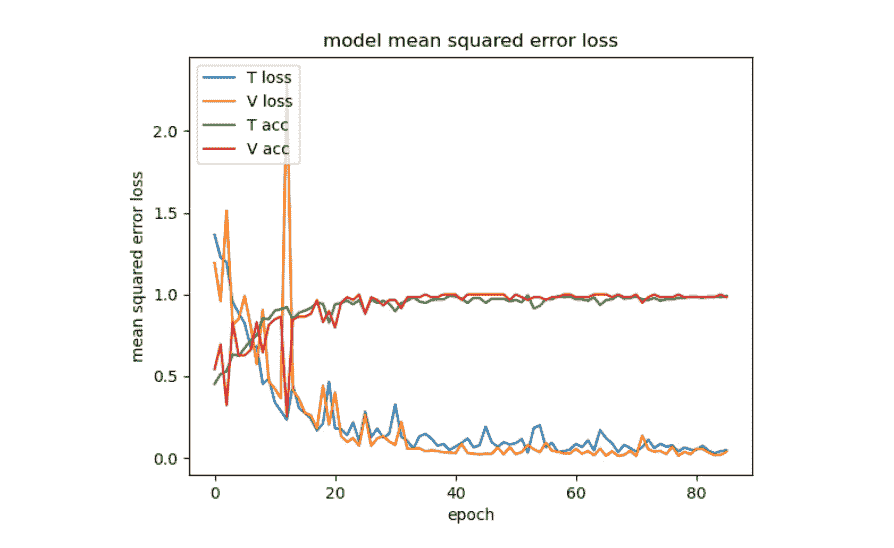 model mean squared error loss
T loss
V loss
T acc
V acc
2.0
1.5
1.0
0.5
0.0
mean squared error loss
0 20 40 60 80
epoch